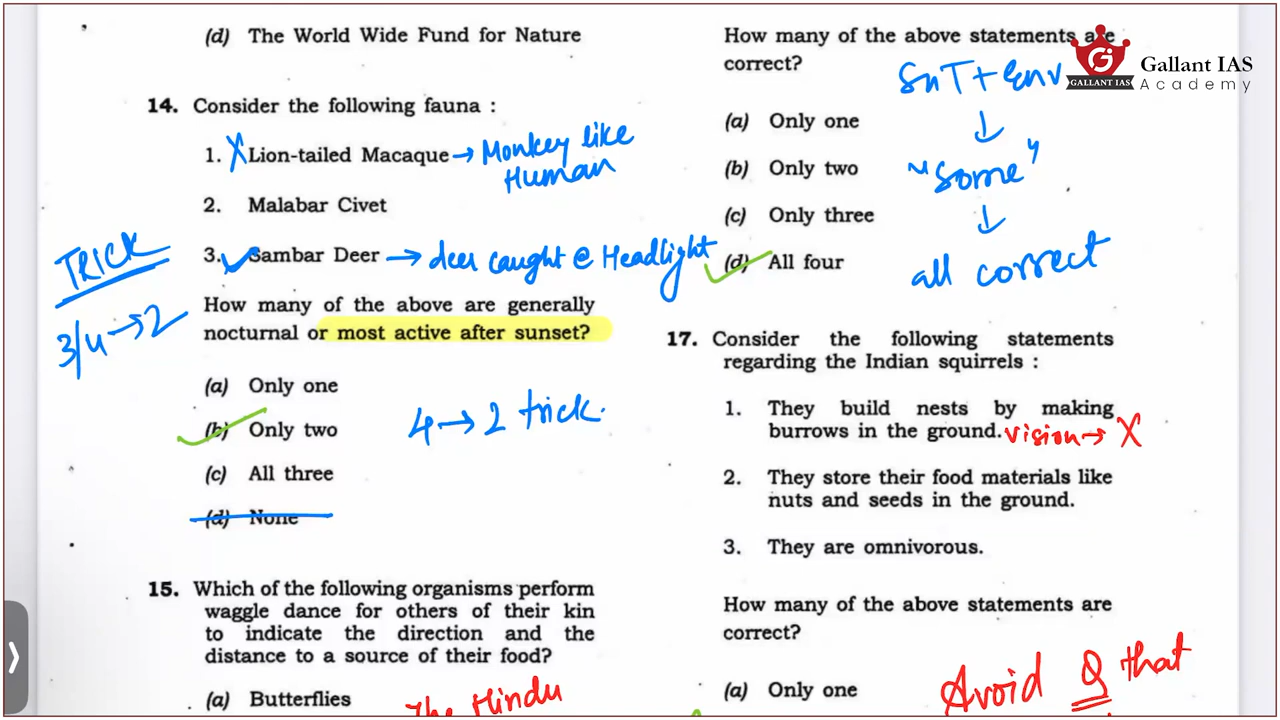 (d) The World Wide Fund for Nature
14. Consider the following fauna :
1. X Lion-tailed Macaque → Monkey like
Human
2. Malabar Civet
3. Sambar Deer → deer caught @ Headlight
TRICK
3/4 → 2
How many of the above are generally
nocturnal or most active after sunset?
(a) Only one
(b) Only two
4 → 2 trick.
(c) All three
(d) None
15. Which of the following organisms perform
waggle dance for others of their kin
to indicate the direction and the
distance to a source of their food?
(a) Butterflies
The Hindu
How many of the above statements are
correct?
SnT + Env
↓
"Some"
↓
all correct
(a) Only one
(b) Only two
(c) Only three
(d) All four
17. Consider the following statements
regarding the Indian squirrels :
1. They build nests by making
burrows in the ground. vision → X
2. They store their food materials like
nuts and seeds in the ground.
3. They are omnivorous.
How many of the above statements are
correct?
(a) Only one
Avoid Q that
Gallant IAS
Academy
GALLANT IAS